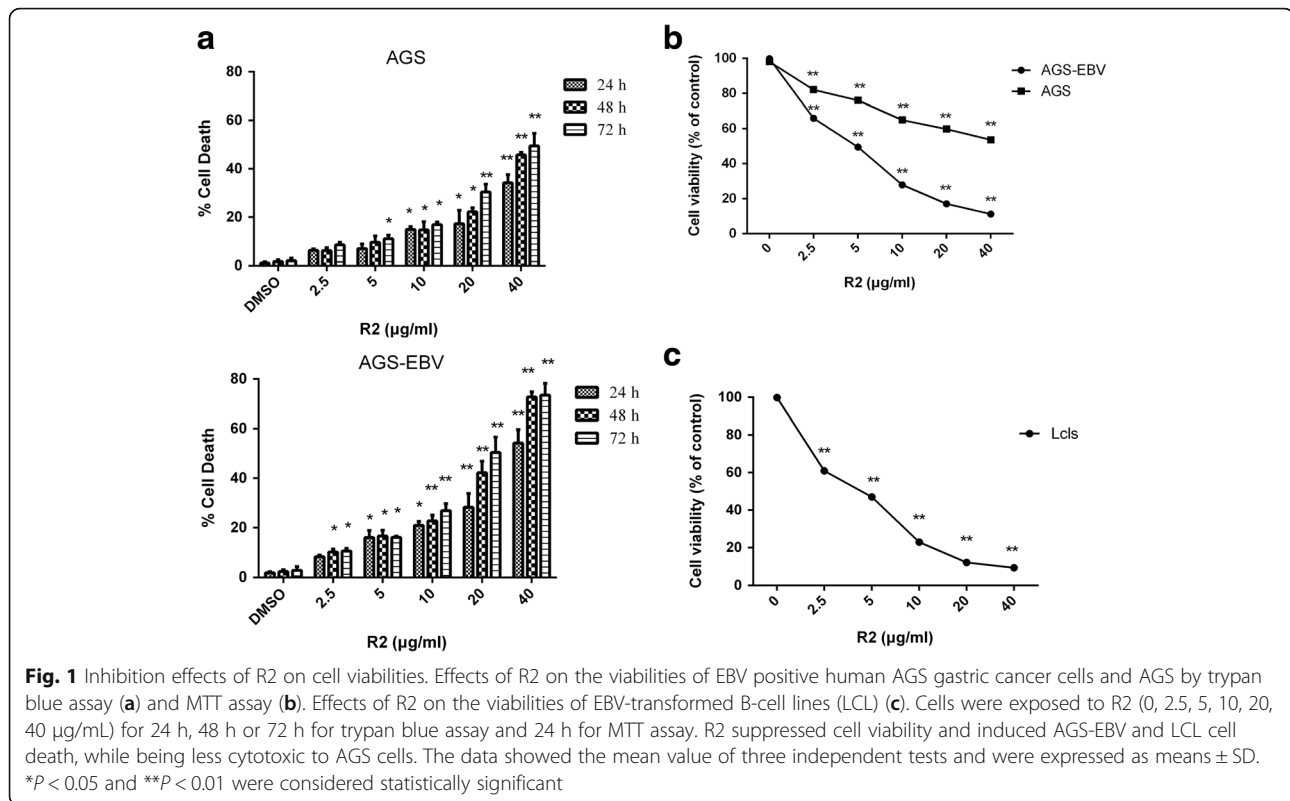 a
AGS
% Cell Death
80
60
40
20
0
DMSO
2.5
5
10
20
40
R2 (µg/ml)
24 h
48 h
72 h
* * * * * * * ** ** ** **
AGS-EBV
% Cell Death
80
60
40
20
0
DMSO
2.5
5
10
20
40
R2 (µg/ml)
24 h
48 h
72 h
* * * * * * ** ** ** ** ** ** ** **
b
Cell viability (% of control)
100
80
60
40
20
0
0
2.5
5
10
20
40
R2 (µg/ml)
AGS-EBV
AGS
** ** ** ** **
** ** ** ** **
c
Cell viability (% of control)
100
80
60
40
20
0
0
2.5
5
10
20
40
R2 (µg/ml)
Lcls
** ** ** ** **
Fig. 1 Inhibition effects of R2 on cell viabilities. Effects of R2 on the viabilities of EBV positive human AGS gastric cancer cells and AGS by trypan
blue assay (a) and MTT assay (b). Effects of R2 on the viabilities of EBV-transformed B-cell lines (LCL) (c). Cells were exposed to R2 (0, 2.5, 5, 10, 20,
40 µg/mL) for 24 h, 48 h or 72 h for trypan blue assay and 24 h for MTT assay. R2 suppressed cell viability and induced AGS-EBV and LCL cell
death, while being less cytotoxic to AGS cells. The data showed the mean value of three independent tests and were expressed as means ± SD.
*P < 0.05 and **P < 0.01 were considered statistically significant